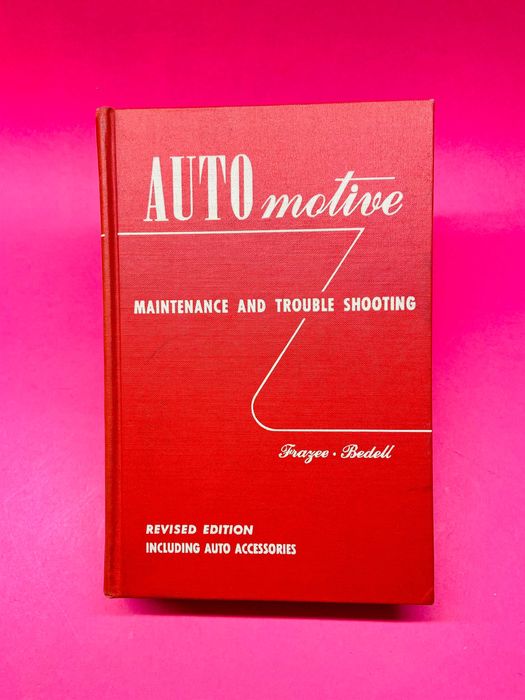 AUTOmotive
MAINTENANCE AND TROUBLE SHOOTING
Frazee · Bedell
REVISED EDITION
INCLUDING AUTO ACCESSORIES